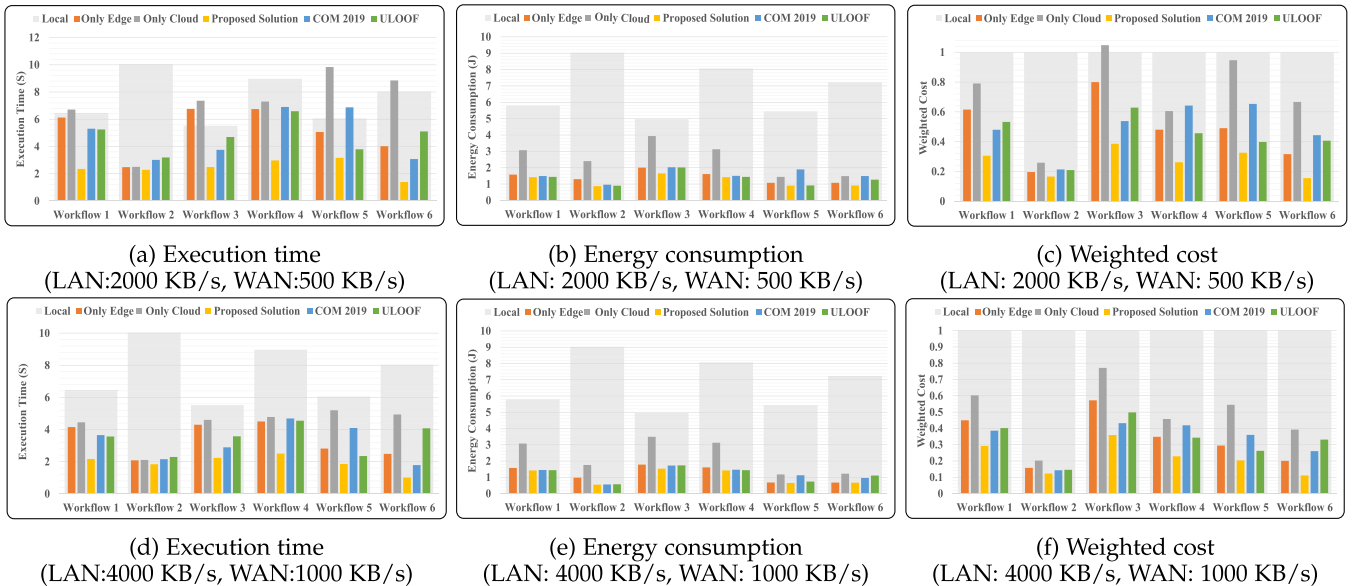 Local Only Edge Only Cloud Proposed Solution COM 2019 ULOOF
Execution Time (S)
12
10
8
6
4
2
0
Workflow 1 Workflow 2 Workflow 3 Workflow 4 Workflow 5 Workflow 6
(a) Execution time
(LAN:2000 KB/s, WAN:500 KB/s)
Local Only Edge Only Cloud Proposed Solution COM 2019 ULOOF
Energy Consumption (J)
10
9
8
7
6
5
4
3
2
1
0
Workflow 1 Workflow 2 Workflow 3 Workflow 4 Workflow 5 Workflow 6
(b) Energy consumption
(LAN: 2000 KB/s, WAN: 500 KB/s)
Local Only Edge Only Cloud Proposed Solution COM 2019 ULOOF
Weighted Cost
1
0.8
0.6
0.4
0.2
0
Workflow 1 Workflow 2 Workflow 3 Workflow 4 Workflow 5 Workflow 6
(c) Weighted cost
(LAN: 2000 KB/s, WAN: 500 KB/s)
Local Only Edge Only Cloud Proposed Solution COM 2019 ULOOF
Execution Time (S)
10
8
6
4
2
0
Workflow 1 Workflow 2 Workflow 3 Workflow 4 Workflow 5 Workflow 6
(d) Execution time
(LAN:4000 KB/s, WAN:1000 KB/s)
Local Only Edge Only Cloud Proposed Solution COM 2019 ULOOF
Energy Consumption (J)
10
9
8
7
6
5
4
3
2
1
0
Workflow 1 Workflow 2 Workflow 3 Workflow 4 Workflow 5 Workflow 6
(e) Energy consumption
(LAN: 4000 KB/s, WAN: 1000 KB/s)
Local Only Edge Only Cloud Proposed Solution COM 2019 ULOOF
Weighted Cost
1
0.9
0.8
0.7
0.6
0.5
0.4
0.3
0.2
0.1
0
Workflow 1 Workflow 2 Workflow 3 Workflow 4 Workflow 5 Workflow 6
(f) Weighted cost
(LAN: 4000 KB/s, WAN: 1000 KB/s)